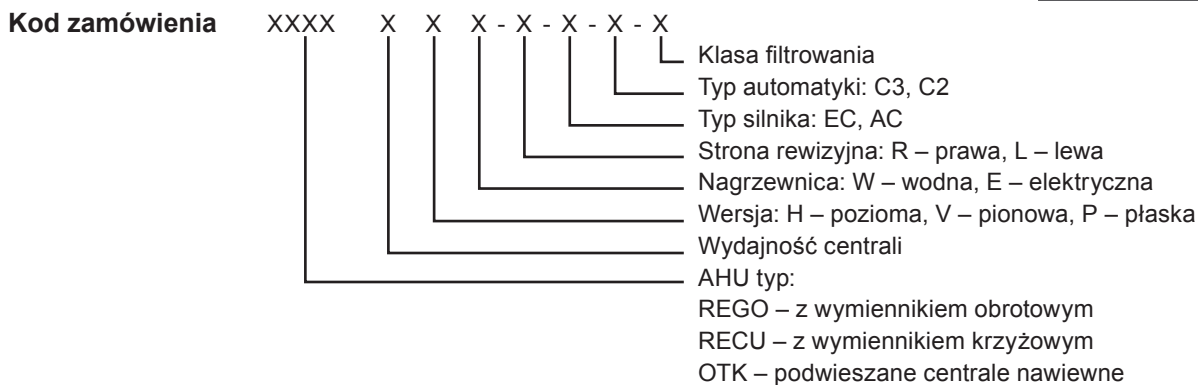 Kod zamówienia XXXX X X X - X - X - X - X
Klasa filtrowania
Typ automatyki: C3, C2
Typ silnika: EC, AC
Strona rewizyjna: R – prawa, L – lewa
Nagrzewnica: W – wodna, E – elektryczna
Wersja: H – pozioma, V – pionowa, P – płaska
Wydajność centrali
AHU typ:
REGO – z wymiennikiem obrotowym
RECU – z wymiennikiem krzyżowym
OTK – podwieszane centrale nawiewne